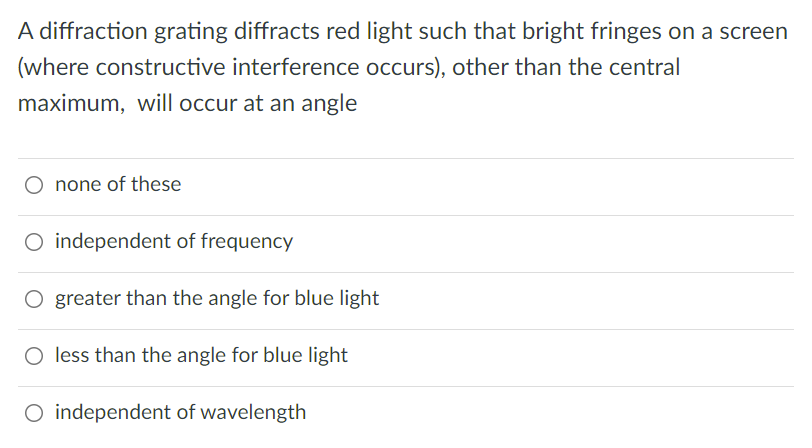 A diffraction grating diffracts red light such that bright fringes on a screen
(where constructive interference occurs), other than the central
maximum, will occur at an angle
none of these
independent of frequency
greater than the angle for blue light
less than the angle for blue light
independent of wavelength